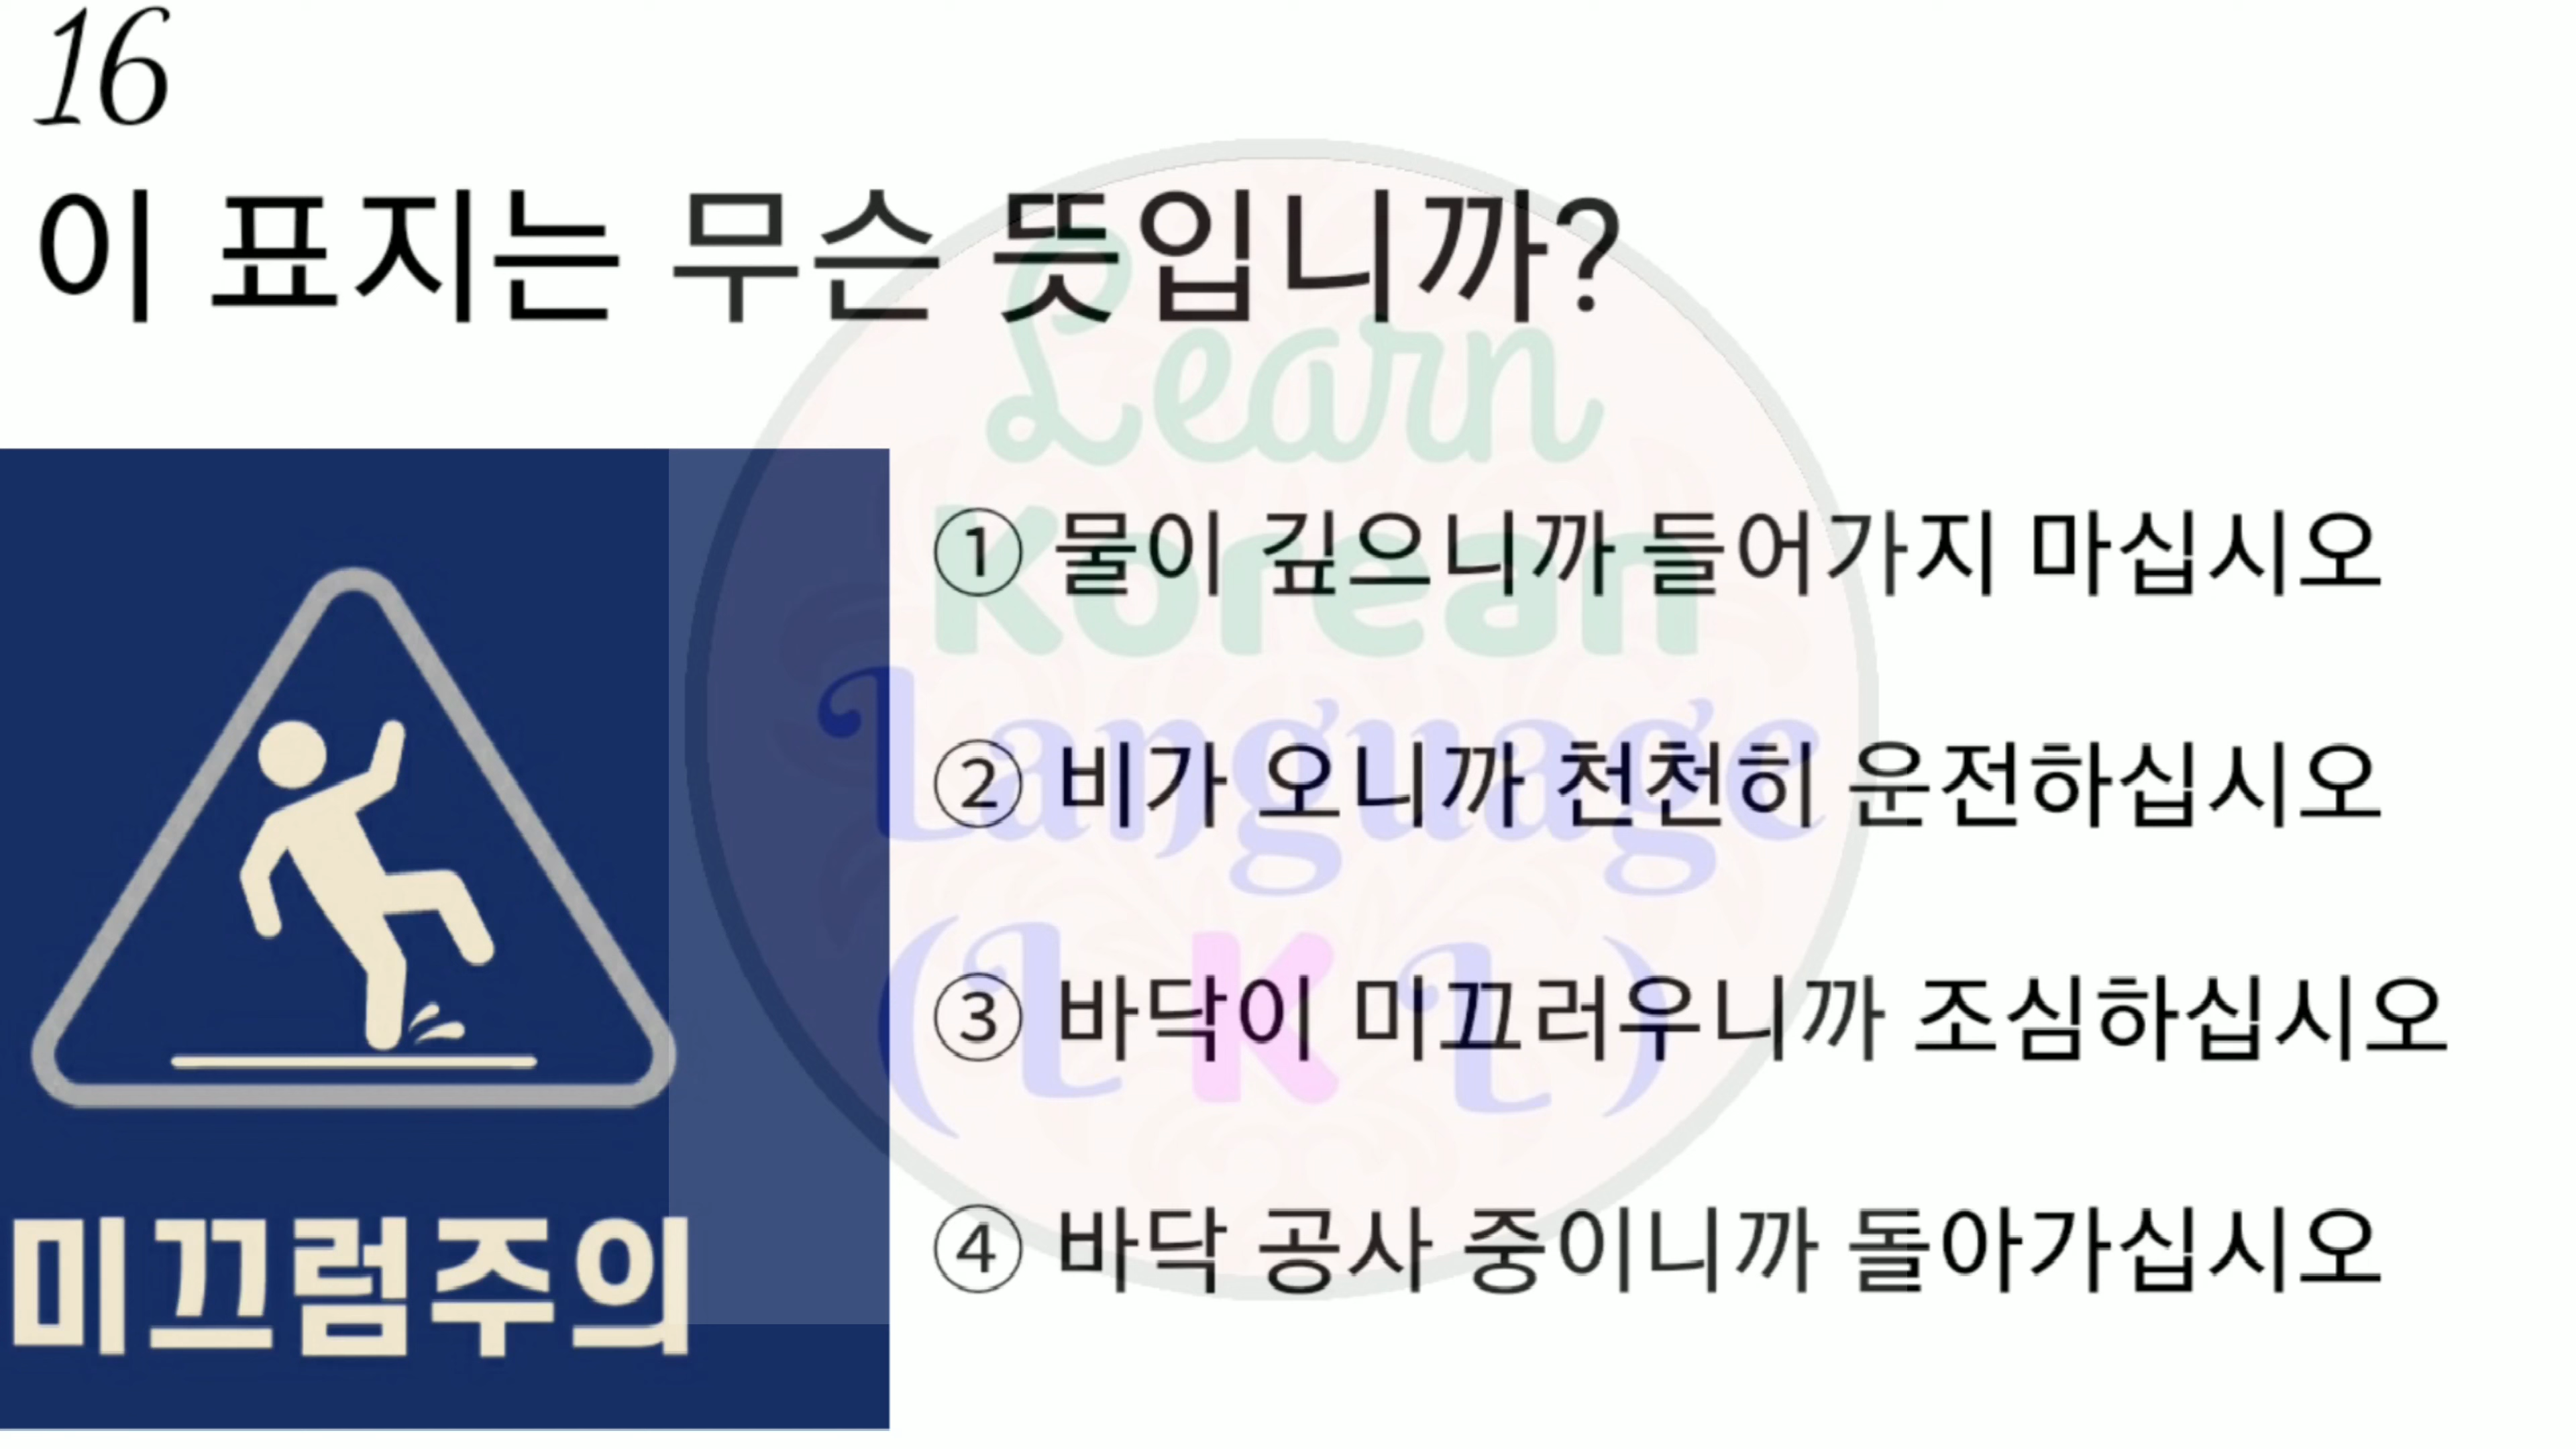 16
이 표지는 무슨 뜻입니까?
① 물이 깊으니까 들어가지 마십시오
② 비가 오니까 천천히 운전하십시오
③ 바닥이 미끄러우니까 조심하십시오
④ 바닥 공사 중이니까 돌아가십시오
미끄럼주의
Learn
Korean
Language
(L K L)